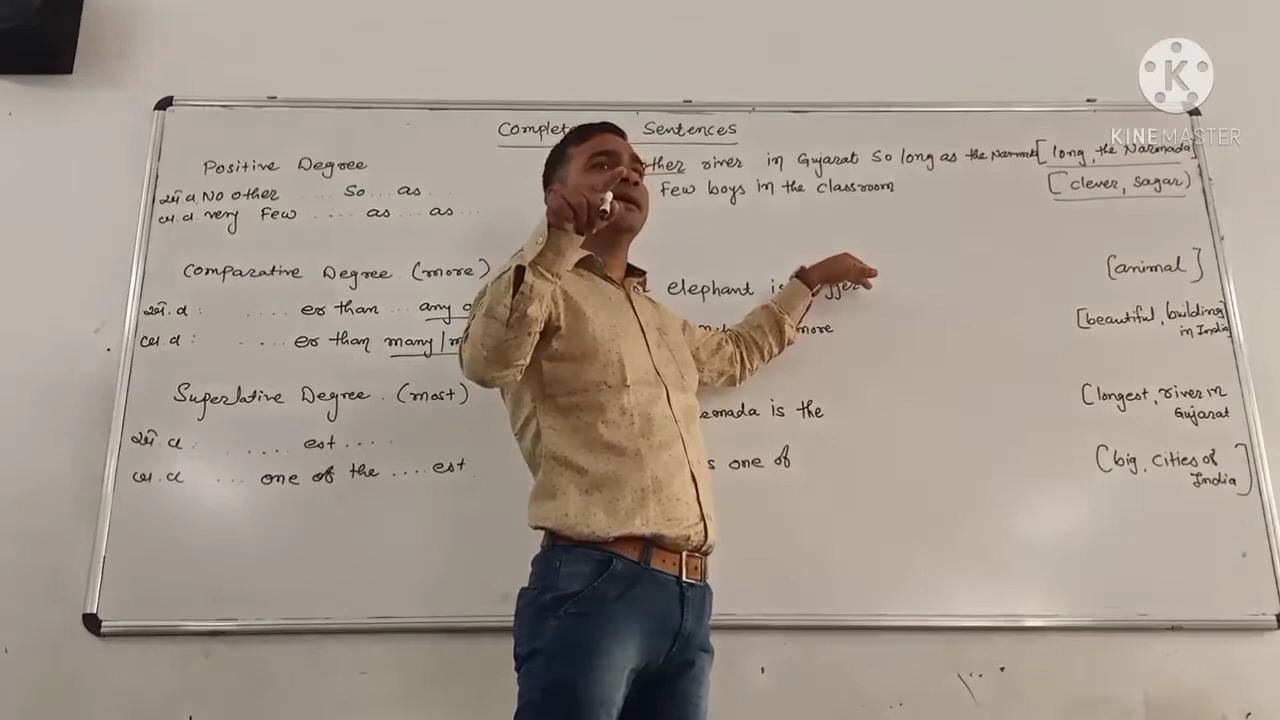 Complete Sentences
Positive Degree
એ.વ. No other .... So ... as ...
બ.વ. very Few ..... as ... as ...
other river in Gujarat So long as the Narmada [long, the Narmada]
Few boys in the classroom
[clever, sagar)
Comparative Degree (more)
એ.વ : .... er than ... any
બ.વ : .... er than many/
elephant is
[animal]
more
[beautiful, building in India
Superlative Degree. (most)
એ.વ : ...... est ....
બ.વ ... one of the .... est
is the
(longest, river in
Gujarat
one of
(big, cities of
India]
K
KINEMASTER